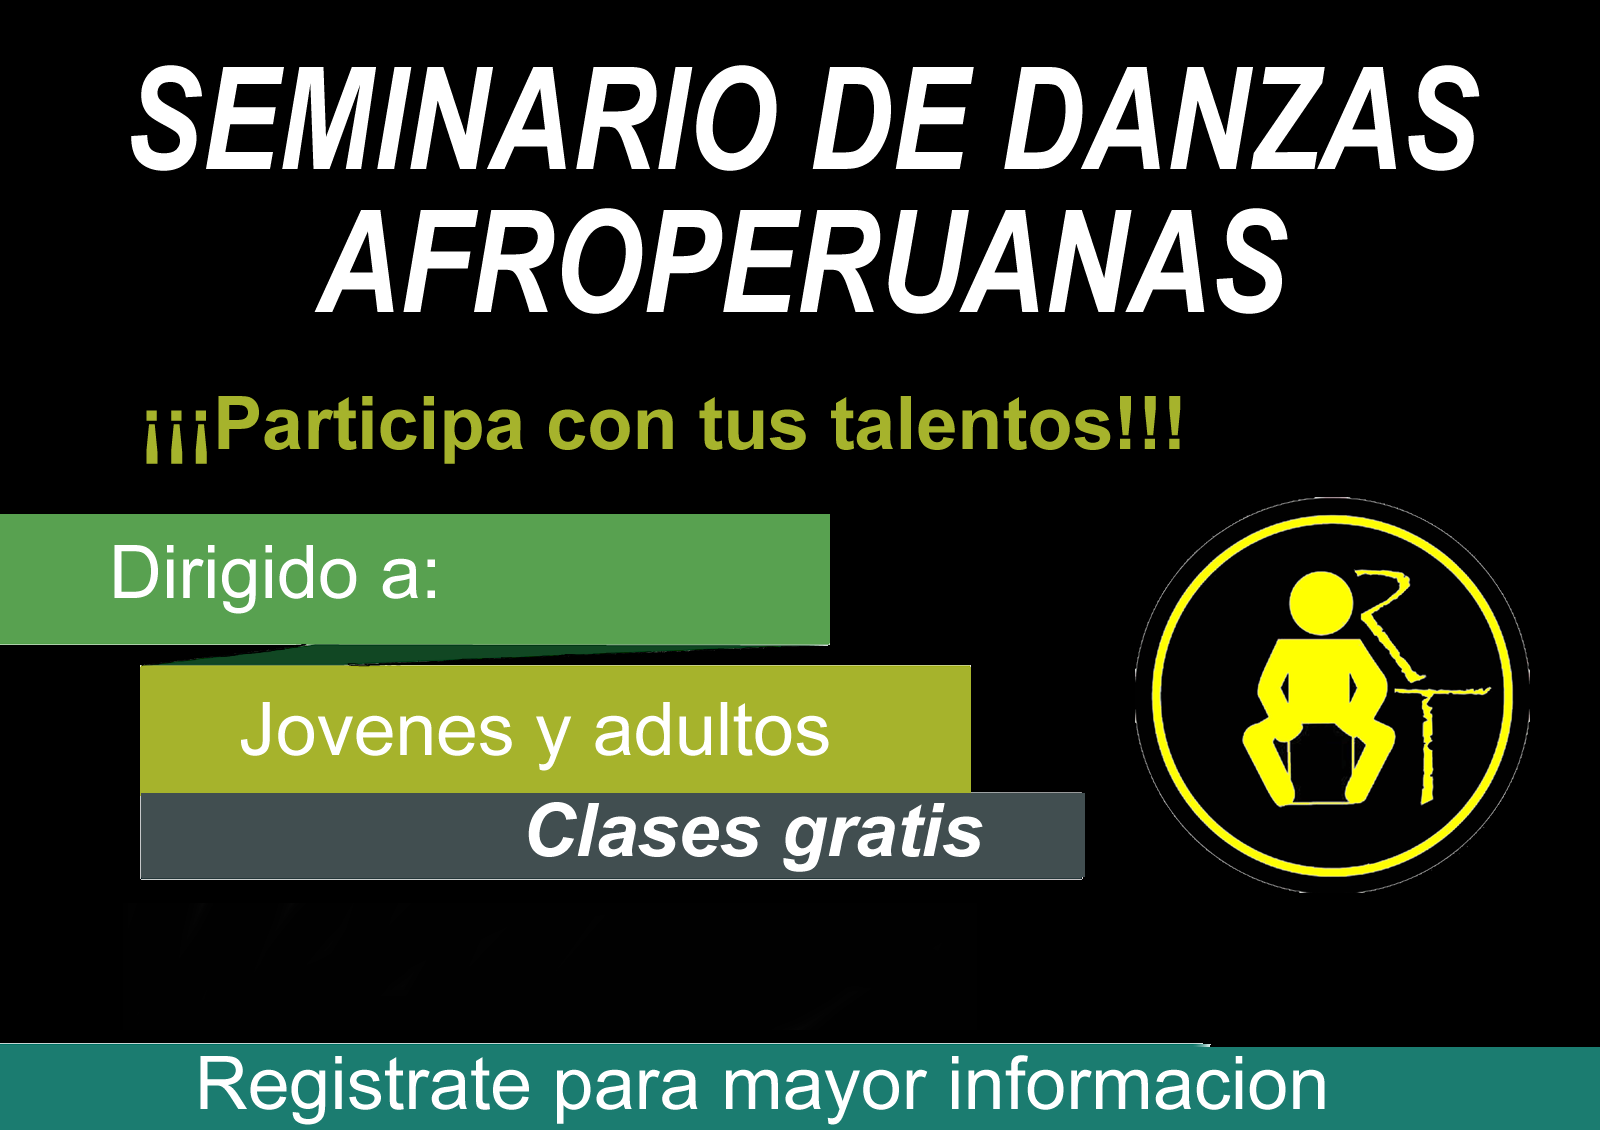 SEMINARIO DE DANZAS
AFROPERUANAS
¡¡¡Participa con tus talentos!!!
Dirigido a:
Jovenes y adultos
Clases gratis
R
T
Registrate para mayor informacion